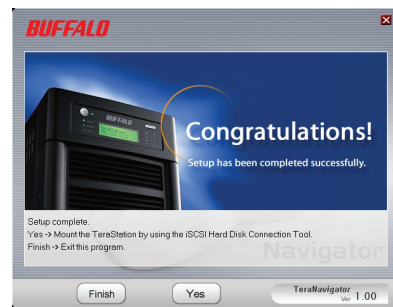 BUFFALO
BUFFALO
Congratulations!
Setup has been completed successfully.
Setup complete.
Yes -> Mount the TeraStation by using the iSCSI Hard Disk Connection Tool.
Finish -> Exit this program.
Navigator
Finish
Yes
TeraNavigator
Ver 1.00